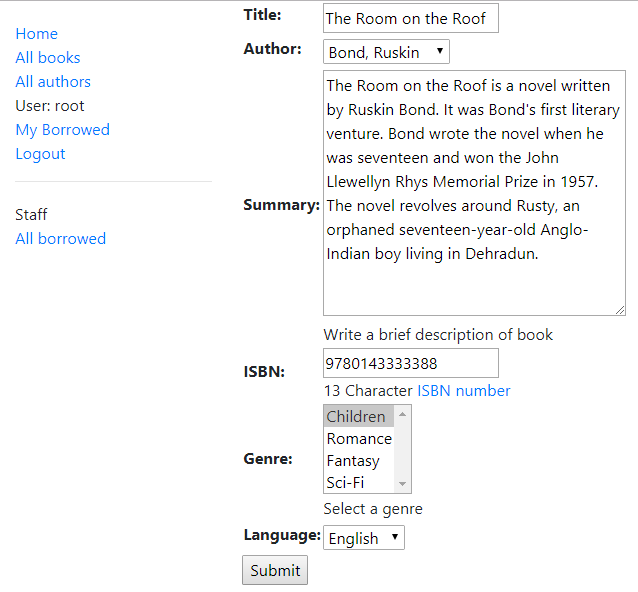 Home
All books
All authors
User: root
My Borrowed
Logout
Staff
All borrowed
Title: The Room on the Roof
Author: Bond, Ruskin
Summary:
The Room on the Roof is a novel written
by Ruskin Bond. It was Bond's first literary
venture. Bond wrote the novel when he
was seventeen and won the John
Llewellyn Rhys Memorial Prize in 1957.
The novel revolves around Rusty, an
orphaned seventeen-year-old Anglo-
Indian boy living in Dehradun.
Write a brief description of book
ISBN: 9780143333388
13 Character ISBN number
Genre:
Children
Romance
Fantasy
Sci-Fi
Select a genre
Language: English
Submit